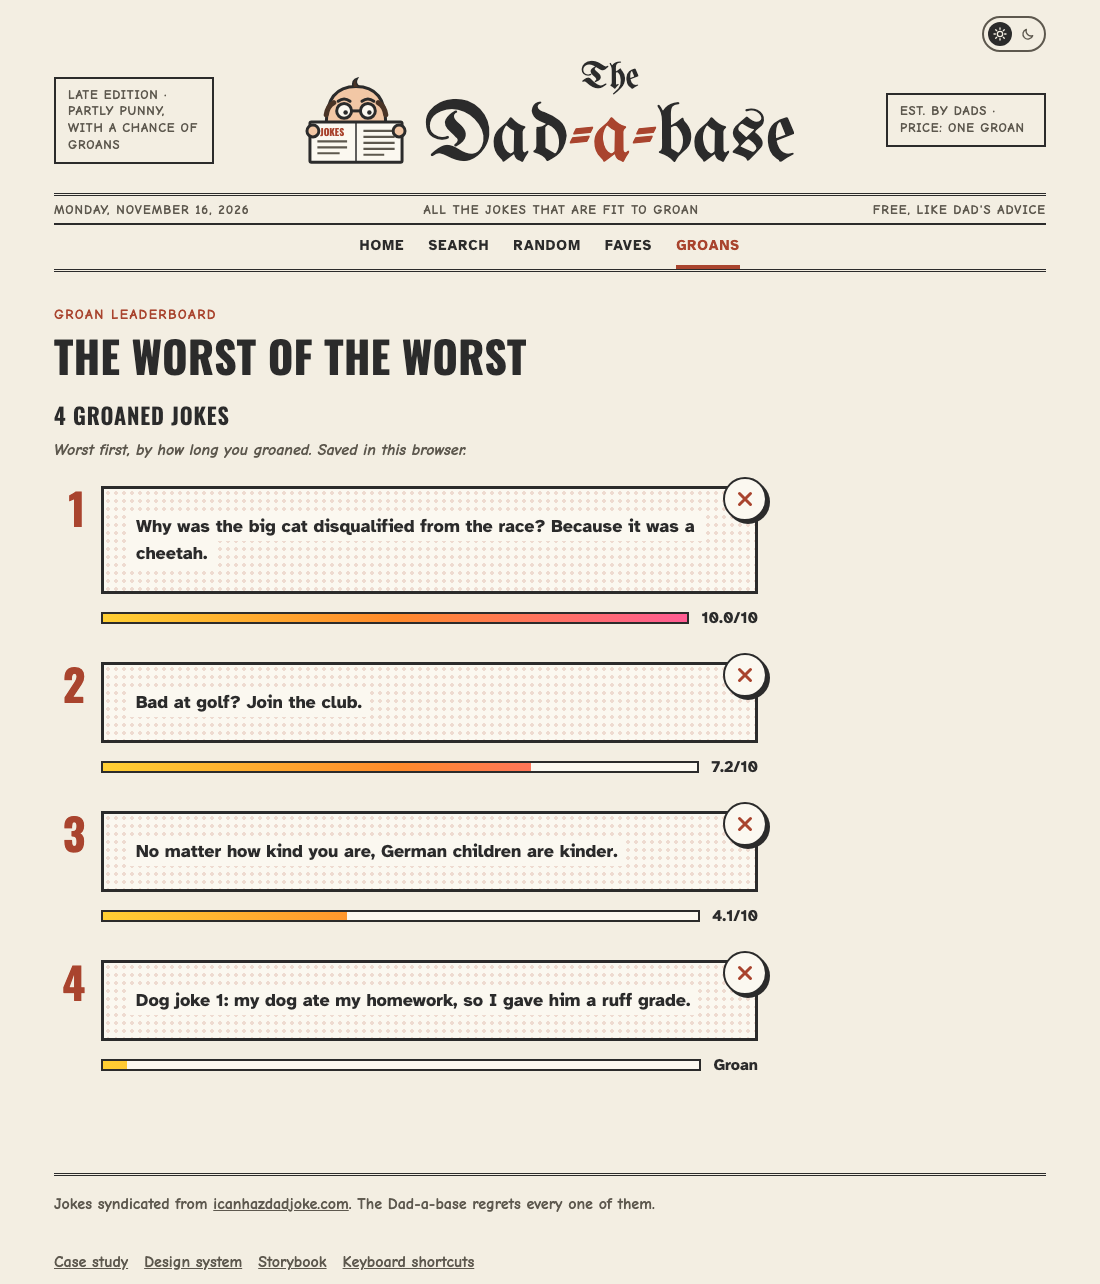 LATE EDITION ·
PARTLY PUNNY,
WITH A CHANCE OF
GROANS
JOKES
The
Dad-a-base
EST. BY DADS ·
PRICE: ONE GROAN
MONDAY, NOVEMBER 16, 2026
ALL THE JOKES THAT ARE FIT TO GROAN
FREE, LIKE DAD'S ADVICE
HOME SEARCH RANDOM FAVES GROANS
GROAN LEADERBOARD
THE WORST OF THE WORST
4 GROANED JOKES
Worst first, by how long you groaned. Saved in this browser.
1
Why was the big cat disqualified from the race? Because it was a
cheetah.
10.0/10
2
Bad at golf? Join the club.
7.2/10
3
No matter how kind you are, German children are kinder.
4.1/10
4
Dog joke 1: my dog ate my homework, so I gave him a ruff grade.
Groan
Jokes syndicated from icanhazdadjoke.com. The Dad-a-base regrets every one of them.
Case study Design system Storybook Keyboard shortcuts